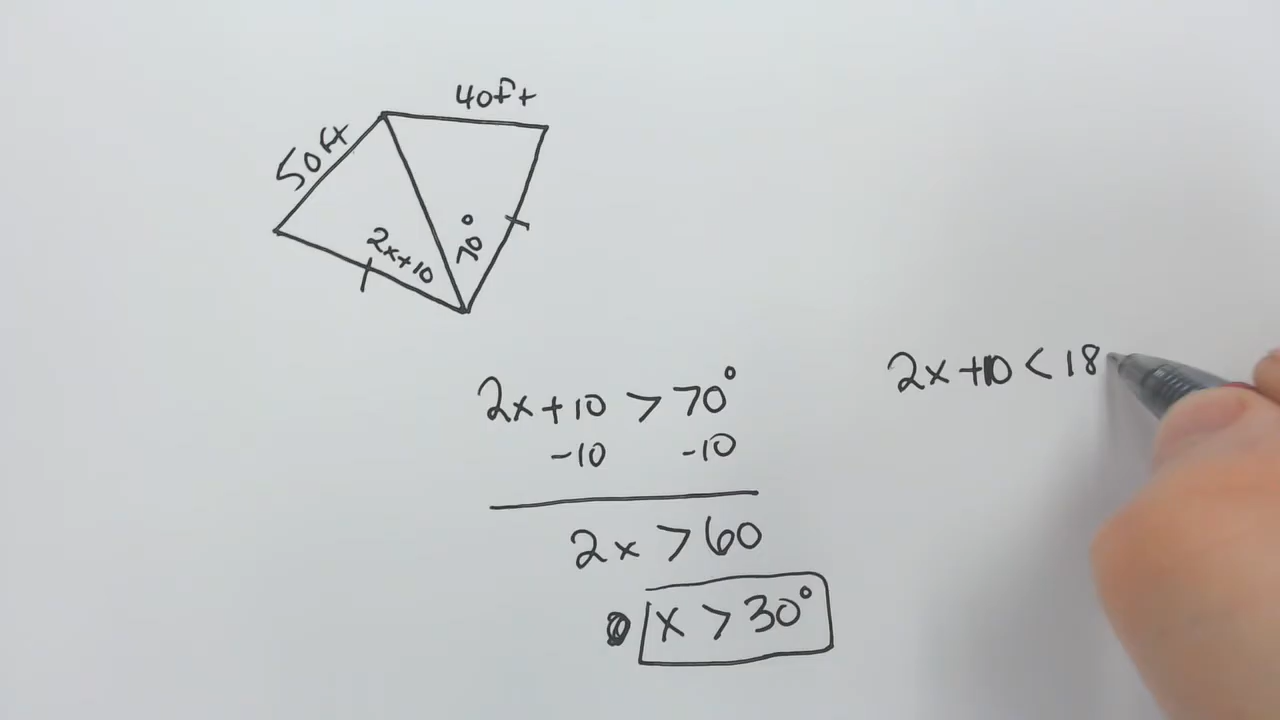 40ft
50ft
2x+10
70°
2x+10 > 70°
-10 -10
2x > 60
x > 30°
2x+10 < 18